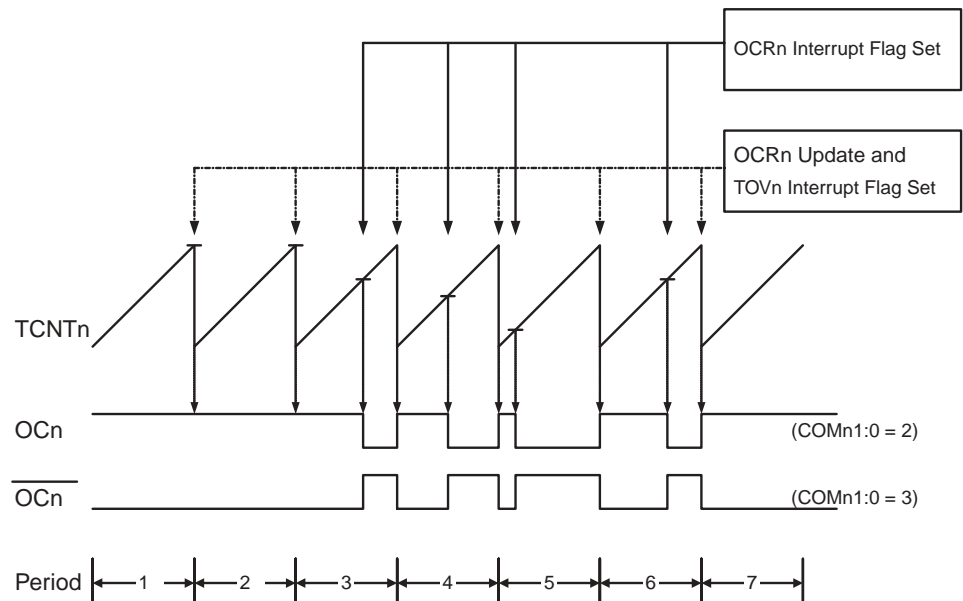 OCRn Interrupt Flag Set
OCRn Update and
TOVn Interrupt Flag Set
TCNTn
OCn
(COMn1:0 = 2)
OCn
(COMn1:0 = 3)
Period 1 2 3 4 5 6 7